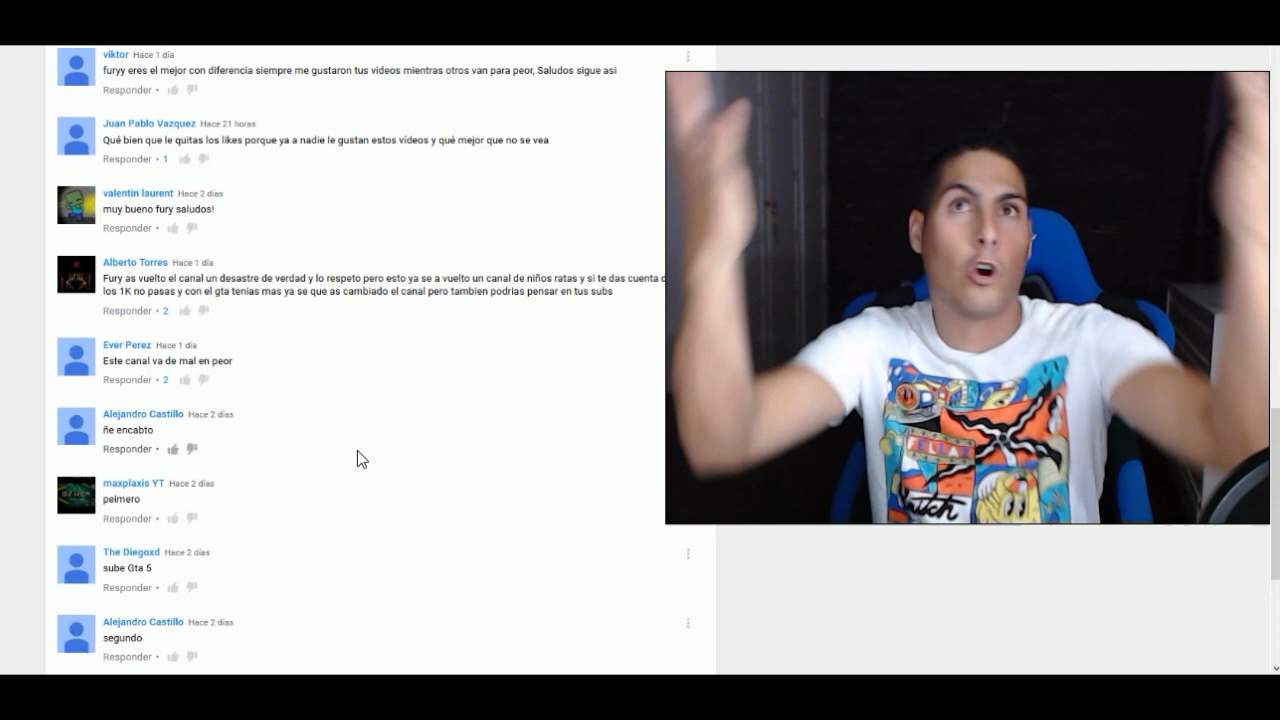 viktor Hace 1 día
furyy eres el mejor con diferencia siempre me gustaron tus videos mientras otros van para peor, Saludos sigue asi
Responder •
Juan Pablo Vazquez Hace 21 horas
Qué bien que le quitas los likes porque ya a nadie le gustan estos vídeos y qué mejor que no se vea
Responder • 1
valentin laurent Hace 2 días
muy bueno fury saludos!
Responder •
Alberto Torres Hace 1 día
Fury as vuelto el canal un desastre de verdad y lo respeto pero esto ya se a vuelto un canal de niños ratas y si te das cuenta
los 1K no pasas y con el gta tenias mas ya se que as cambiado el canal pero tambien podrias pensar en tus subs
Responder • 2
Ever Perez Hace 1 día
Este canal va de mal en peor
Responder • 2
Alejandro Castillo Hace 2 días
ñe encabto
Responder •
maxplaxis YT Hace 2 días
peimero
Responder •
The Diegoxd Hace 2 días
sube Gta 5
Responder •
Alejandro Castillo Hace 2 días
segundo
Responder •